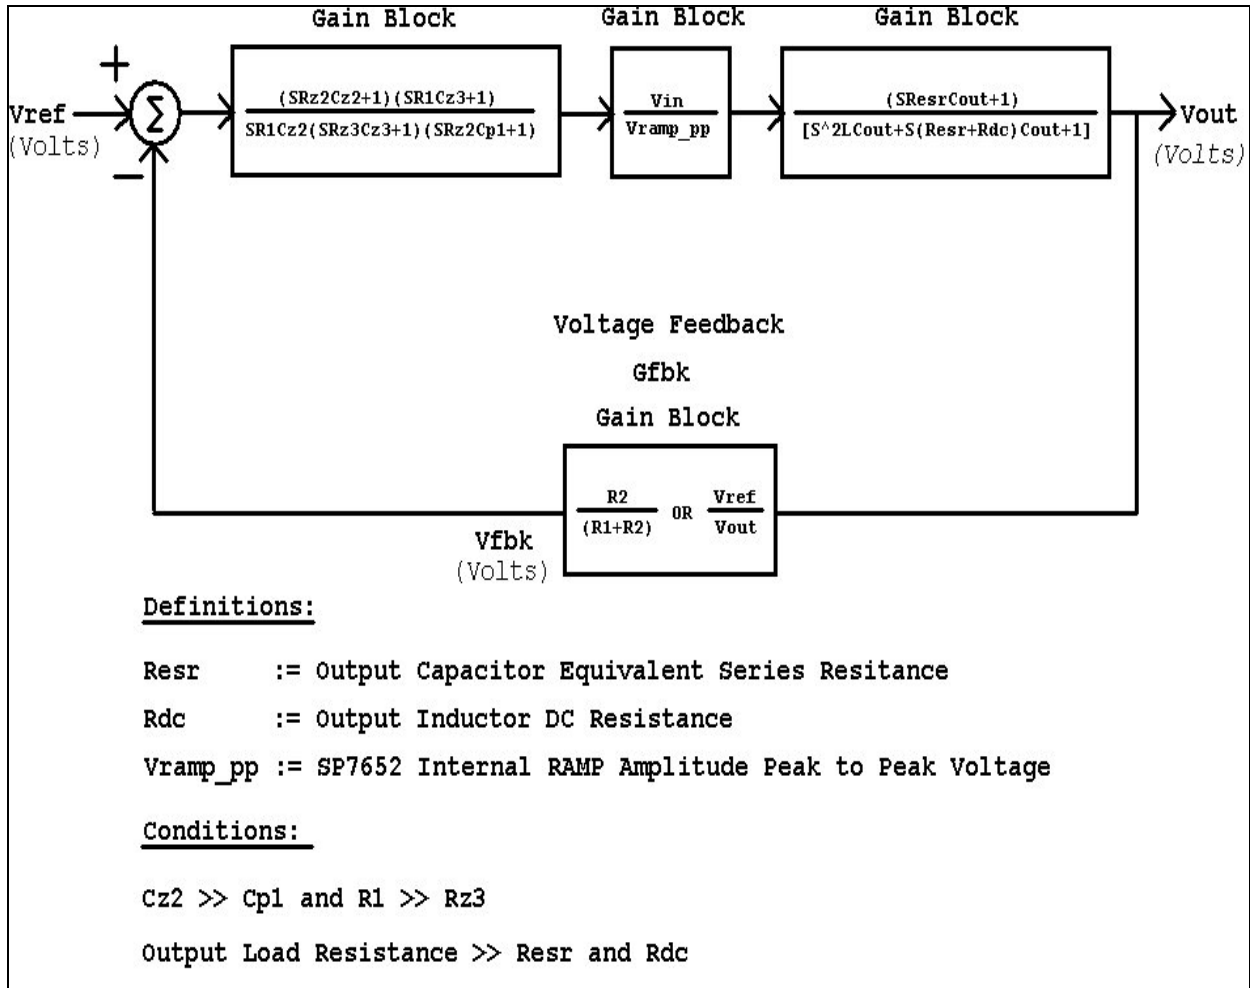 Gain Block
Gain Block
Gain Block
+
Vref
(Volts)
Σ
−
(SRz2Cz2+1)(SR1Cz3+1)
SR1Cz2(SRz3Cz3+1)(SRz2Cp1+1)
Vin
Vramp_pp
(SResrCout+1)
[S^2LCout+S(Resr+Rdc)Cout+1]
Vout
(Volts)
Voltage Feedback
Gfbk
Gain Block
R2
(R1+R2)
OR
Vref
Vout
Vfbk
(Volts)
Definitions:
Resr := Output Capacitor Equivalent Series Resitance
Rdc := Output Inductor DC Resistance
Vramp_pp := SP7652 Internal RAMP Amplitude Peak to Peak Voltage
Conditions:
Cz2 >> Cp1 and R1 >> Rz3
Output Load Resistance >> Resr and Rdc